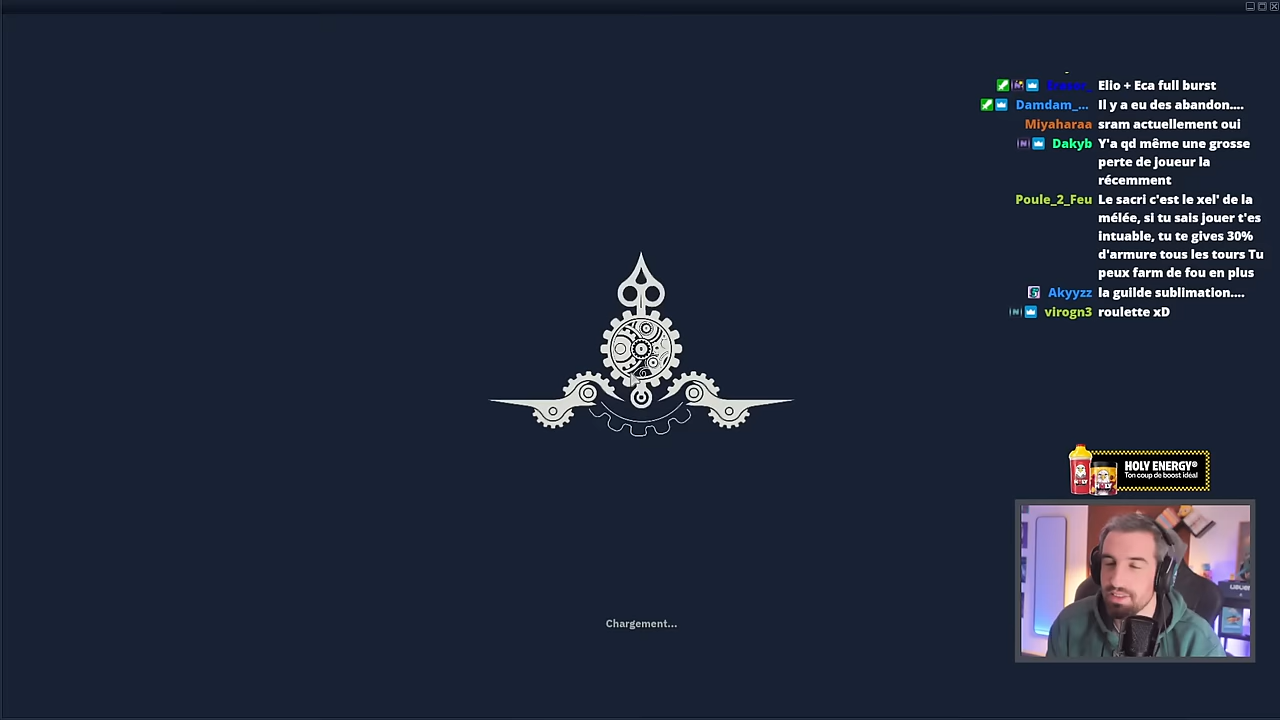 Elio + Eca full burst
Damdam_... Il y a eu des abandon....
Miyaharaa sram actuellement oui
Dakyb Y'a qd même une grosse
perte de joueur la
récemment
Poule_2_Feu Le sacri c'est le xel' de la
mélée, si tu sais jouer t'es
intuable, tu te gives 30%
d'armure tous les tours Tu
peux farm de fou en plus
Akyyzz la guilde sublimation....
virogn3 roulette xD
HOLY ENERGY®
Ton coup de boost idéal
Chargement...